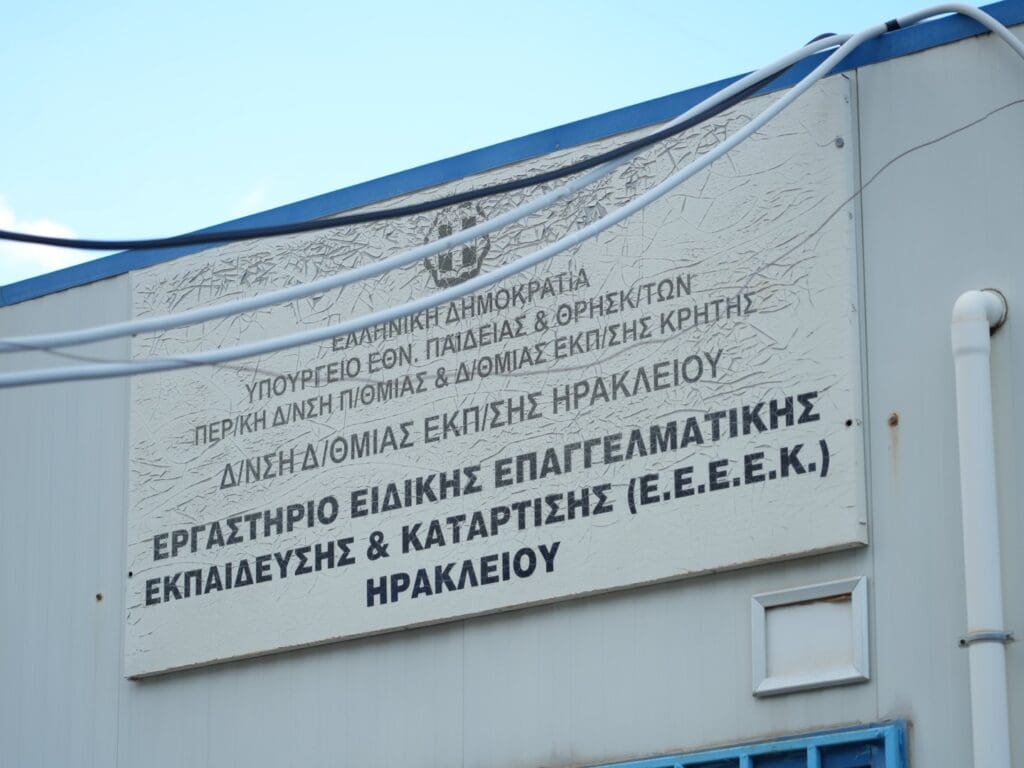 ΕΛΛΗΝΙΚΗ ΔΗΜΟΚΡΑΤΙΑ
ΥΠΟΥΡΓΕΙΟ ΕΘΝ. ΠΑΙΔΕΙΑΣ & ΘΡΗΣΚ/ΤΩΝ
ΠΕΡ/ΚΗ Δ/ΝΣΗ Π/ΘΜΙΑΣ & Δ/ΘΜΙΑΣ ΕΚΠ/ΣΗΣ ΚΡΗΤΗΣ
Δ/ΝΣΗ Δ/ΘΜΙΑΣ ΕΚΠ/ΣΗΣ ΗΡΑΚΛΕΙΟΥ
ΕΡΓΑΣΤΗΡΙΟ ΕΙΔΙΚΗΣ ΕΠΑΓΓΕΛΜΑΤΙΚΗΣ
ΕΚΠΑΙΔΕΥΣΗΣ & ΚΑΤΑΡΤΙΣΗΣ (Ε.Ε.Ε.Ε.Κ.)
ΗΡΑΚΛΕΙΟΥ